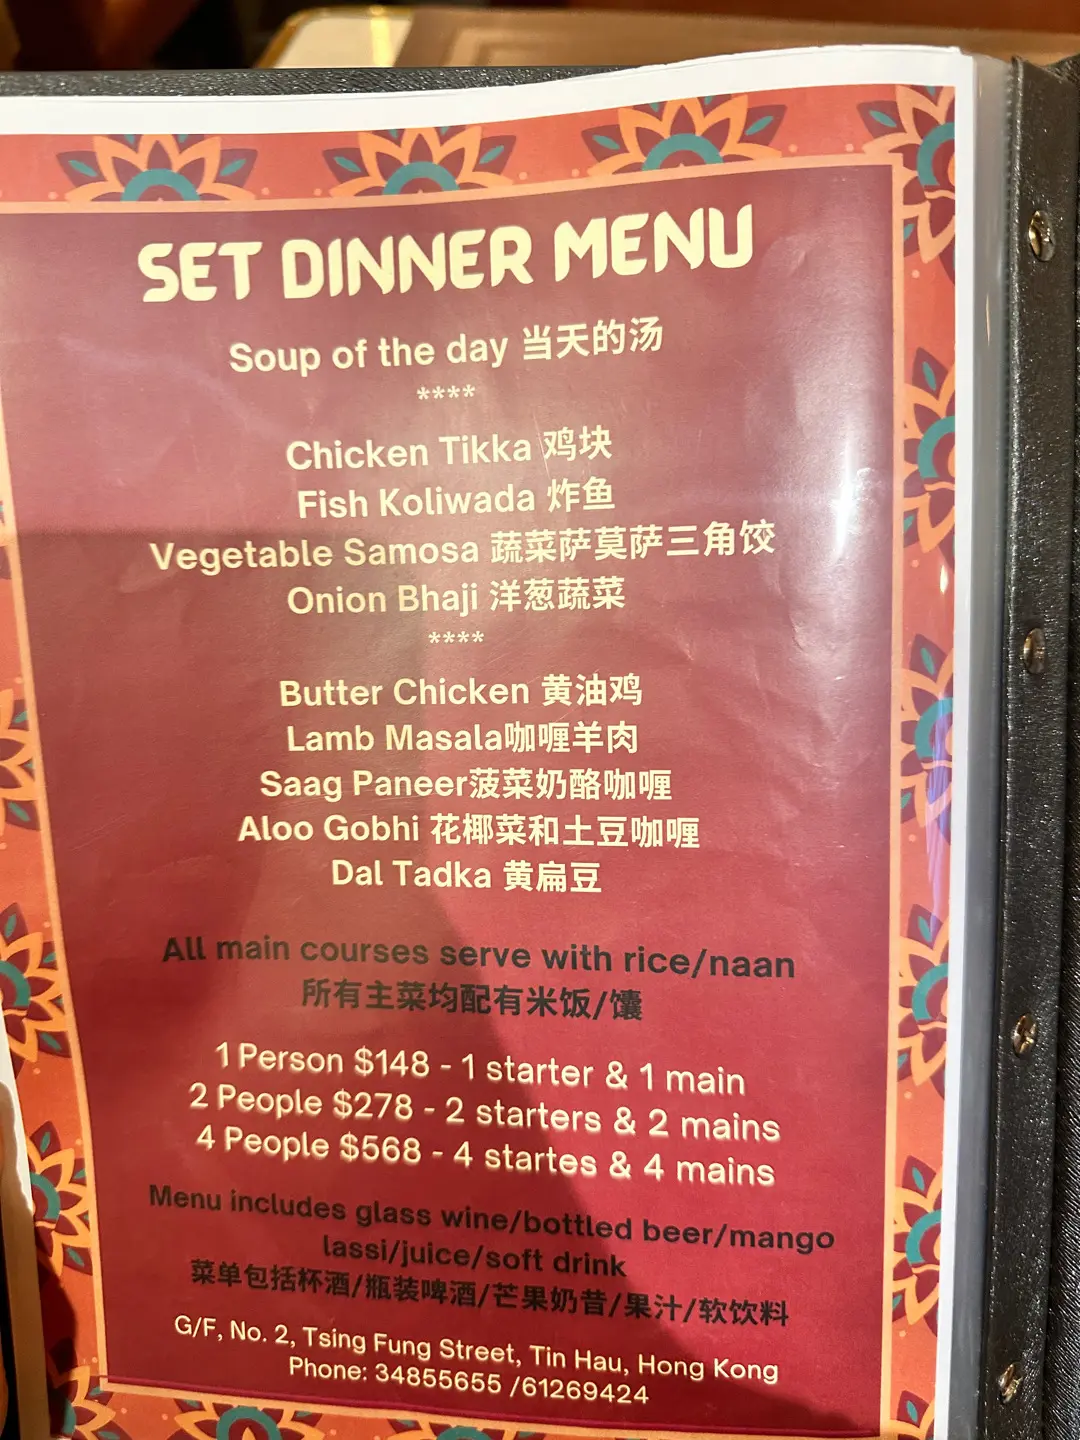 SET DINNER MENU
Soup of the day 当天的汤
****
Chicken Tikka 鸡块
Fish Koliwada 炸鱼
Vegetable Samosa 蔬菜萨莫萨三角饺
Onion Bhaji 洋葱蔬菜
****
Butter Chicken 黄油鸡
Lamb Masala咖喱羊肉
Saag Paneer菠菜奶酪咖喱
Aloo Gobhi 花椰菜和土豆咖喱
Dal Tadka 黄扁豆
All main courses serve with rice/naan
所有主菜均配有米饭/馕
1 Person $148 - 1 starter & 1 main
2 People $278 - 2 starters & 2 mains
4 People $568 - 4 startes & 4 mains
Menu includes glass wine/bottled beer/mango
lassi/juice/soft drink
菜单包括杯酒/瓶装啤酒/芒果奶昔/果汁/软饮料
G/F, No. 2, Tsing Fung Street, Tin Hau, Hong Kong
Phone: 34855655 /61269424